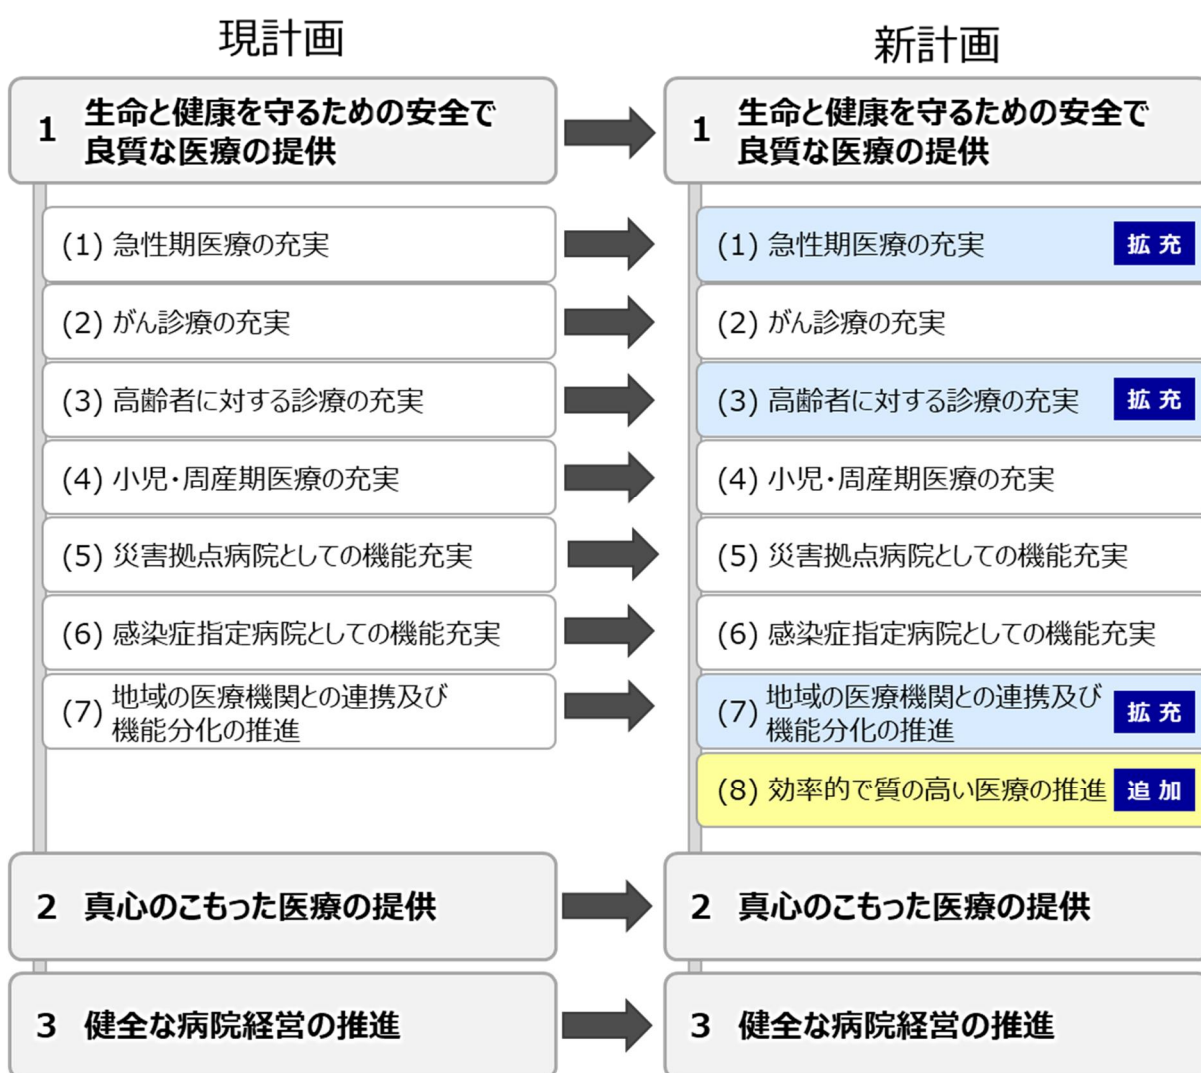 現計画
新計画
1 生命と健康を守るための安全で
良質な医療の提供
1 生命と健康を守るための安全で
良質な医療の提供
(1) 急性期医療の充実
(1) 急性期医療の充実 拡充
(2) がん診療の充実
(2) がん診療の充実
(3) 高齢者に対する診療の充実
(3) 高齢者に対する診療の充実 拡充
(4) 小児・周産期医療の充実
(4) 小児・周産期医療の充実
(5) 災害拠点病院としての機能充実
(5) 災害拠点病院としての機能充実
(6) 感染症指定病院としての機能充実
(6) 感染症指定病院としての機能充実
(7) 地域の医療機関との連携及び
機能分化の推進
(7) 地域の医療機関との連携及び
機能分化の推進 拡充
(8) 効率的で質の高い医療の推進 追加
2 真心のこもった医療の提供
2 真心のこもった医療の提供
3 健全な病院経営の推進
3 健全な病院経営の推進